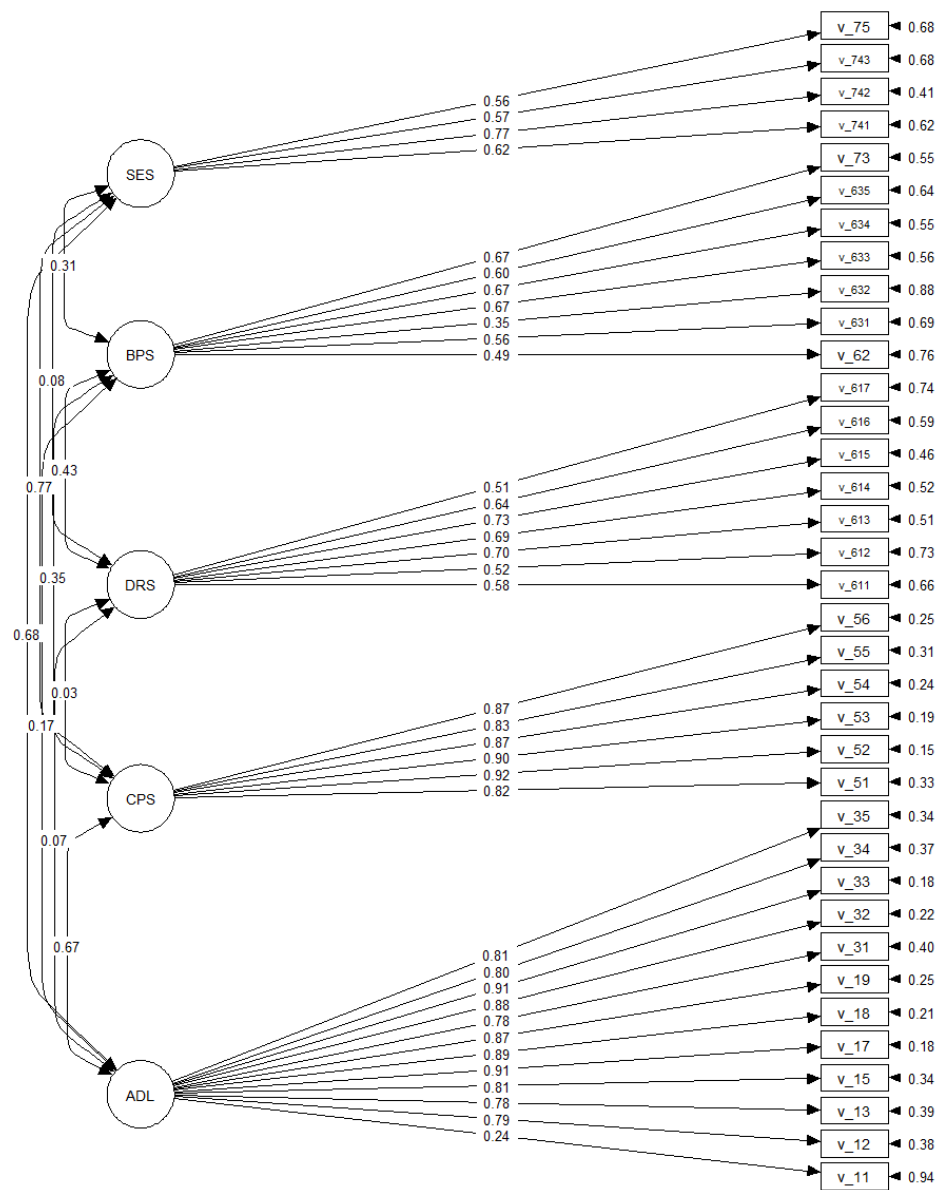 v_75 0.68
v_743 0.68
v_742 0.41
0.56
0.57
v_741 0.62
0.77
0.62
v_73 0.55
SES
v_635 0.64
v_634 0.55
0.67
v_633 0.56
0.31
0.60
v_632 0.88
0.67
0.67
v_631 0.69
0.35
0.56
BPS
v_62 0.76
0.49
0.08
v_617 0.74
v_616 0.59
v_615 0.46
0.43
0.77
0.51
v_614 0.52
0.64
0.73
v_613 0.51
0.69
0.70
v_612 0.73
0.52
0.35
DRS
0.58
v_611 0.66
v_56 0.25
0.68
v_55 0.31
v_54 0.24
0.03
0.87
v_53 0.19
0.17
0.83
0.87
v_52 0.15
0.90
0.92
v_51 0.33
0.82
CPS
v_35 0.34
0.07
v_34 0.37
v_33 0.18
v_32 0.22
0.67
v_31 0.40
0.81
0.80
v_19 0.25
0.91
0.88
v_18 0.21
0.78
0.87
v_17 0.18
0.89
0.91
v_15 0.34
0.81
ADL
0.78
v_13 0.39
0.79
0.24
v_12 0.38
v_11 0.94